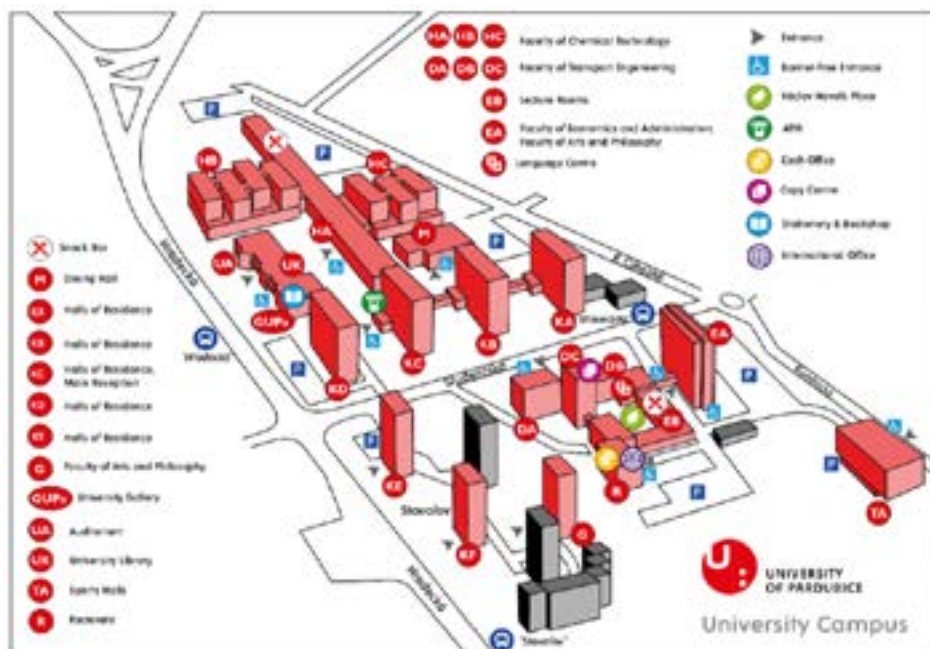 HA HB HC Faculty of Chemical Technology
DA DB DC Faculty of Transport Engineering
EB Lecture Rooms
EA Faculty of Economics and Administration,
Faculty of Arts and Philosophy
Language Centre
Entrance
Barrier-Free Entrance
Václav Havel's Place
ATM
Cash Office
Copy Centre
Stationery & Bookshop
International Office
Snack Bar
M Dining Hall
KA Halls of Residence
KB Halls of Residence
KC Halls of Residence,
Main Reception
KD Halls of Residence
KE Halls of Residence
G Faculty of Arts and Philosophy
GUPa University Gallery
UA Auditorium
UK University Library
TA Sports Halls
R Rectorate
P
P
HB
HC
HA
M
P
UA
UK
GUPa
KA
KB
KC
KD
P
EA
DC
DB
EB
DA
P
P
KE
R
P
P
TA
Stavařov
KF
G
UNIVERSITY
OF PARDUBICE
University Campus